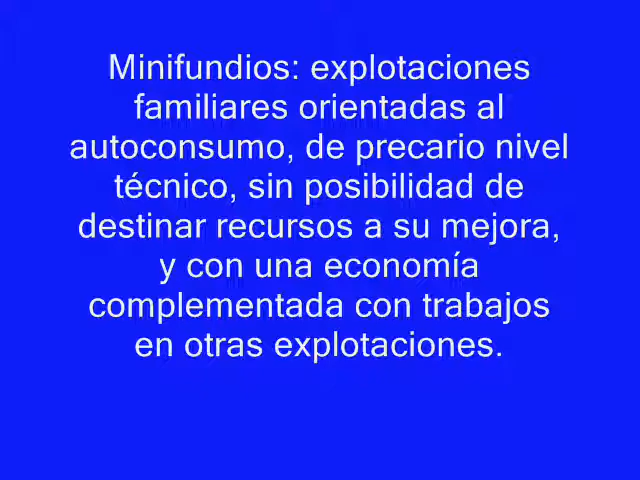 Minifundios: explotaciones
familiares orientadas al
autoconsumo, de precario nivel
técnico, sin posibilidad de
destinar recursos a su mejora,
y con una economía
complementada con trabajos
en otras explotaciones.